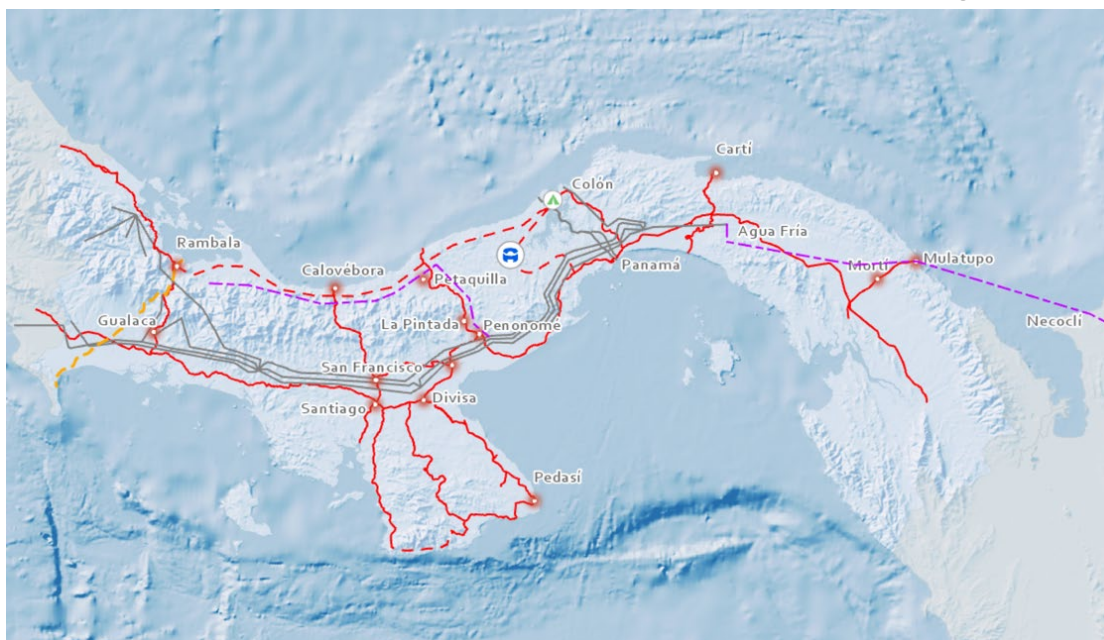 Cartí
Colón
Agua Fría
Rambala
Panamá
Mulatupo
Mortí
Calovébora
Petaquilla
Necoclí
La Pintada
Penonomé
Gualaca
San Francisco
Santiago
Divisa
Pedasí